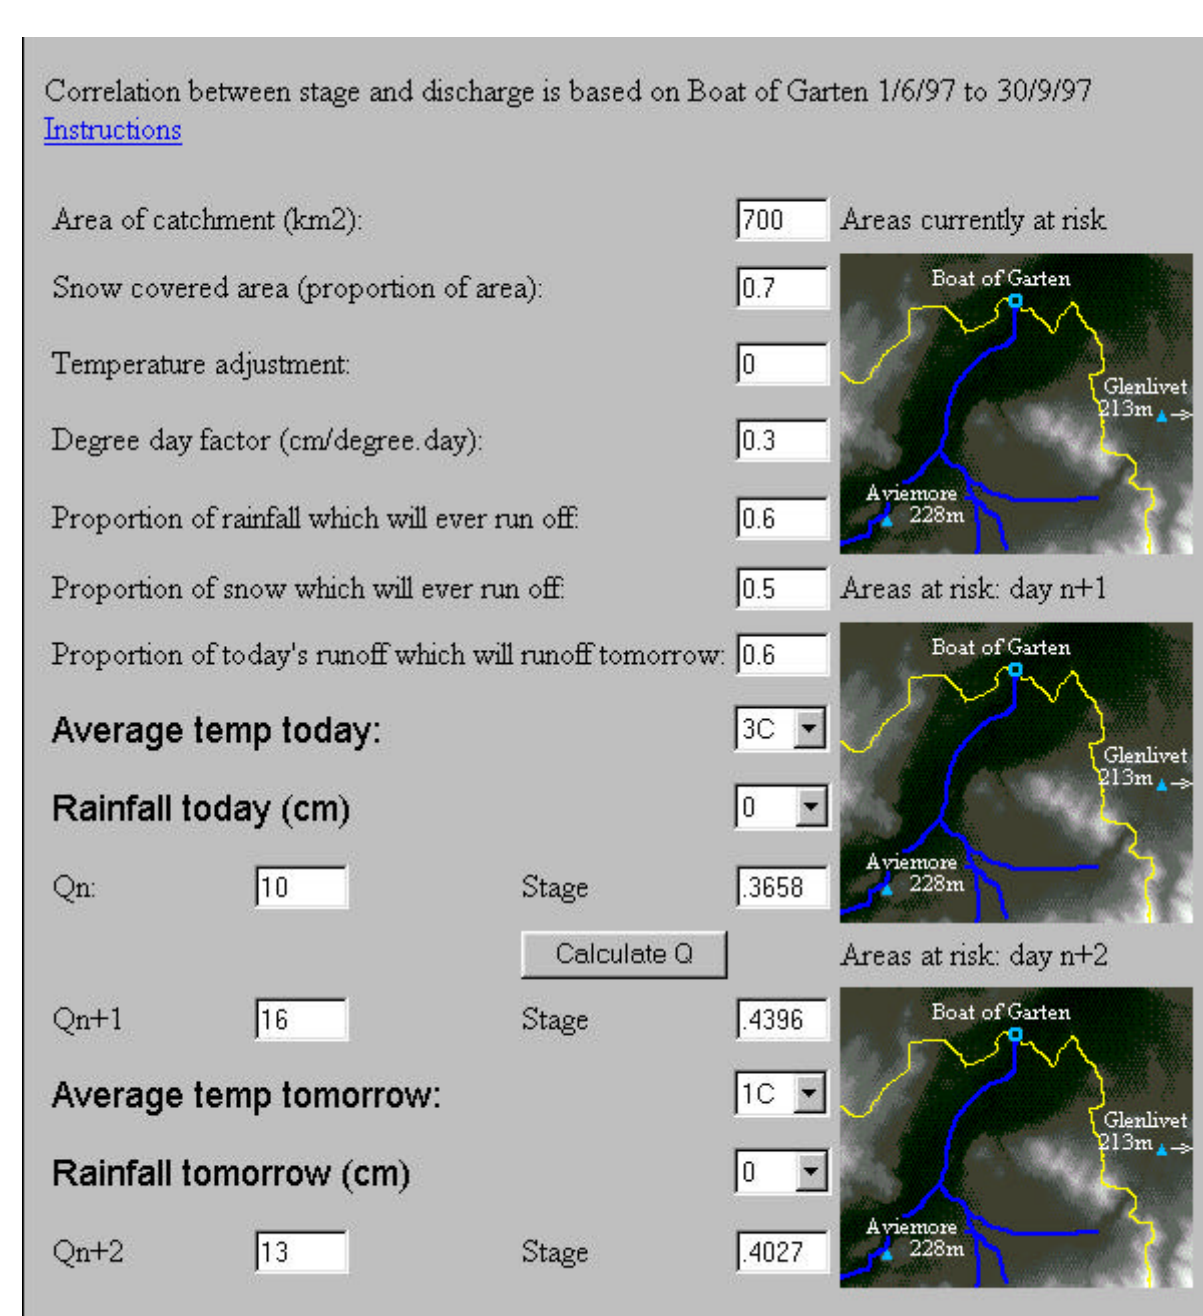 Correlation between stage and discharge is based on Boat of Garten 1/6/97 to 30/9/97
Instructions
Area of catchment (km2): 700 Areas currently at risk
Snow covered area (proportion of area): 0.7
Boat of Garten
Temperature adjustment: 0
Glenlivet
213m
Degree day factor (cm/degree.day): 0.3
Aviemore
228m
Proportion of rainfall which will ever run off: 0.6
Proportion of snow which will ever run off: 0.5 Areas at risk: day n+1
Proportion of today's runoff which will runoff tomorrow: 0.6
Boat of Garten
Average temp today: 3C
Glenlivet
213m
Rainfall today (cm) 0
Aviemore
228m
Qn: 10 Stage .3658
Calculate Q Areas at risk: day n+2
Qn+1 16 Stage .4396
Boat of Garten
Average temp tomorrow: 1C
Glenlivet
213m
Rainfall tomorrow (cm) 0
Aviemore
228m
Qn+2 13 Stage .4027